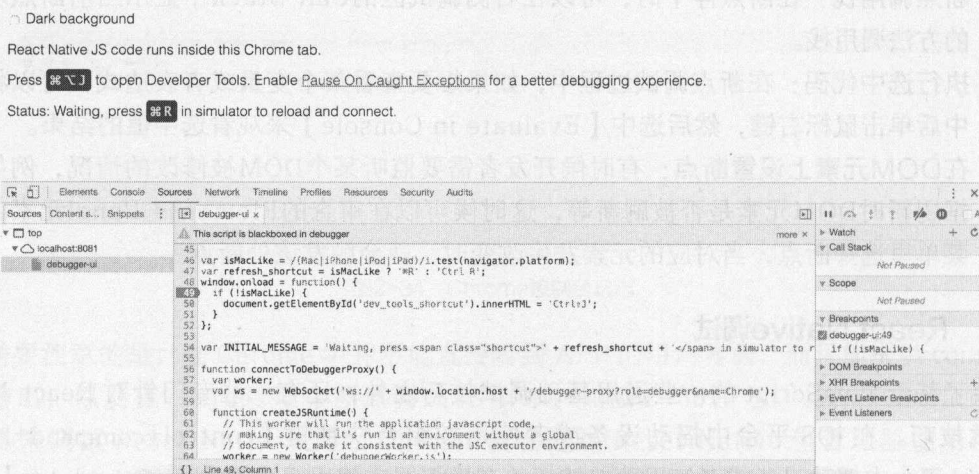 Dark background
React Native JS code runs inside this Chrome tab.
Press ⌘⌥J to open Developer Tools. Enable Pause On Caught Exceptions for a better debugging experience.
Status: Waiting, press ⌘R in simulator to reload and connect.
Elements Console Sources Network Timeline Profiles Resources Security Audits
Sources Content s... Snippets debugger-ui ×
top
localhost:8081
debugger-ui
This script is blackboxed in debugger more ×
45
46 var isMacLike = /(Mac|iPhone|iPod|iPad)/i.test(navigator.platform);
47 var refresh_shortcut = isMacLike ? '⌘R' : 'Ctrl R';
48 window.onload = function() {
49 if (!isMacLike) {
50 document.getElementById('dev_tools_shortcut').innerHTML = 'Ctrl⇧J';
51 }
52 };
53
54 var INITIAL_MESSAGE = 'Waiting, press <span class="shortcut">' + refresh_shortcut + '</span> in simulator to r
55
56 function connectToDebuggerProxy() {
57 var worker;
58 var ws = new WebSocket('ws://' + window.location.host + '/debugger-proxy?role=debugger&name=Chrome');
59
60 function createJSRuntime() {
61 // This worker will run the application javascript code,
62 // making sure that it's run in an environment without a global
63 // document, to make it consistent with the JSC executor environment.
64 worker = new Worker('debuggerWorker.js');
{} Line 49, Column 1
Watch
Call Stack
Not Paused
Scope
Not Paused
Breakpoints
debugger-ui:49
if (!isMacLike) {
DOM Breakpoints
XHR Breakpoints
Event Listener Breakpoints
Event Listeners